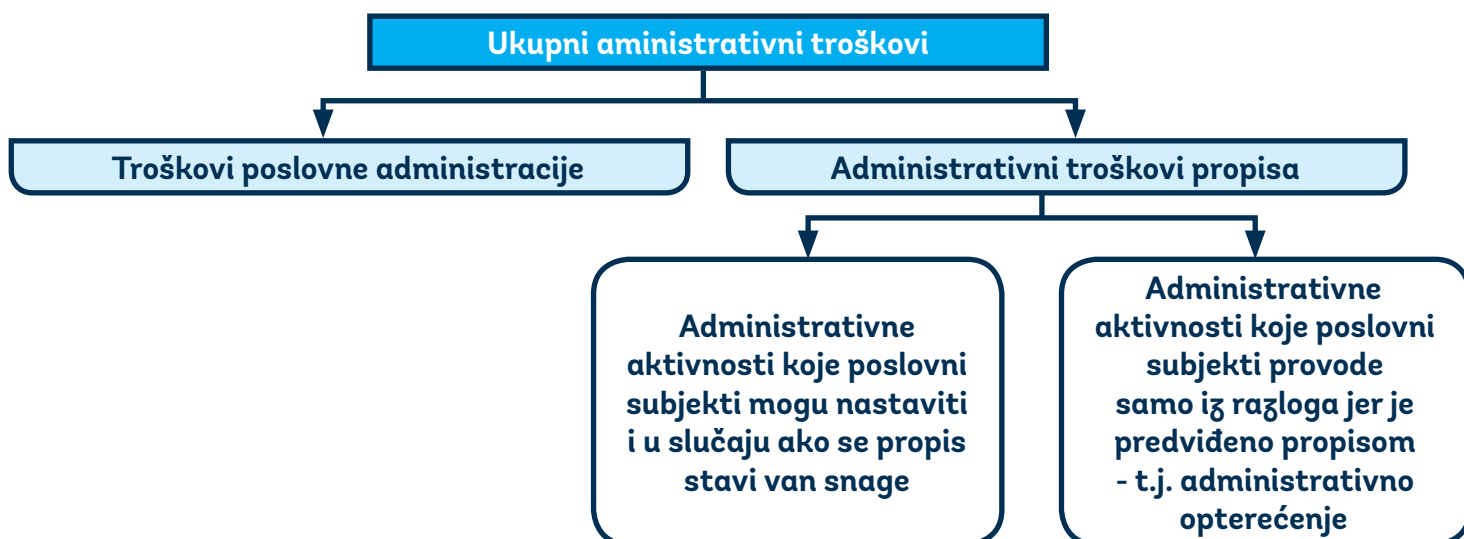 Ukupni aministrativni troškovi
Troškovi poslovne administracije
Administrativni troškovi propisa
Administrativne
aktivnosti koje poslovni
subjekti mogu nastaviti
i u slučaju ako se propis
stavi van snage
Administrativne
aktivnosti koje poslovni
subjekti provode
samo iz razloga jer je
predviđeno propisom
- t.j. administrativno
opterećenje